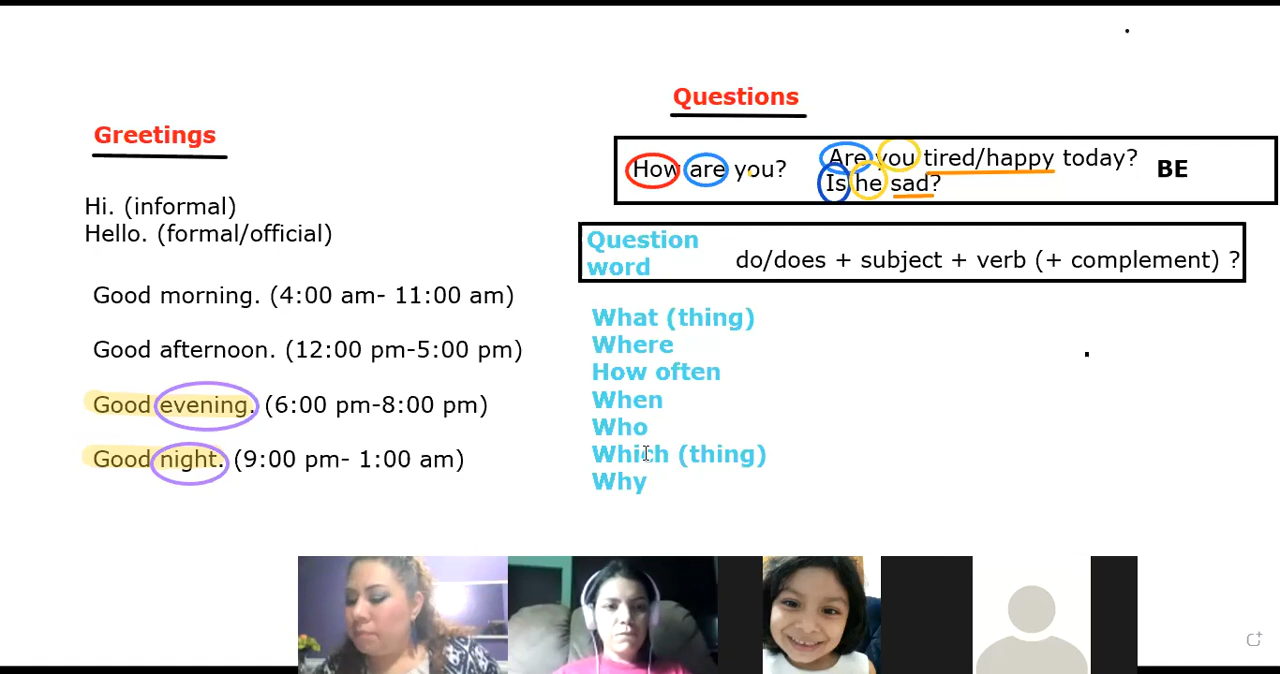 Greetings
Hi. (informal)
Hello. (formal/official)
Good morning. (4:00 am- 11:00 am)
Good afternoon. (12:00 pm-5:00 pm)
Good evening. (6:00 pm-8:00 pm)
Good night. (9:00 pm- 1:00 am)
Questions
How are you? Are you tired/happy today? BE
Is he sad?
Question
word do/does + subject + verb (+ complement) ?
What (thing)
Where
How often
When
Who
Which (thing)
Why